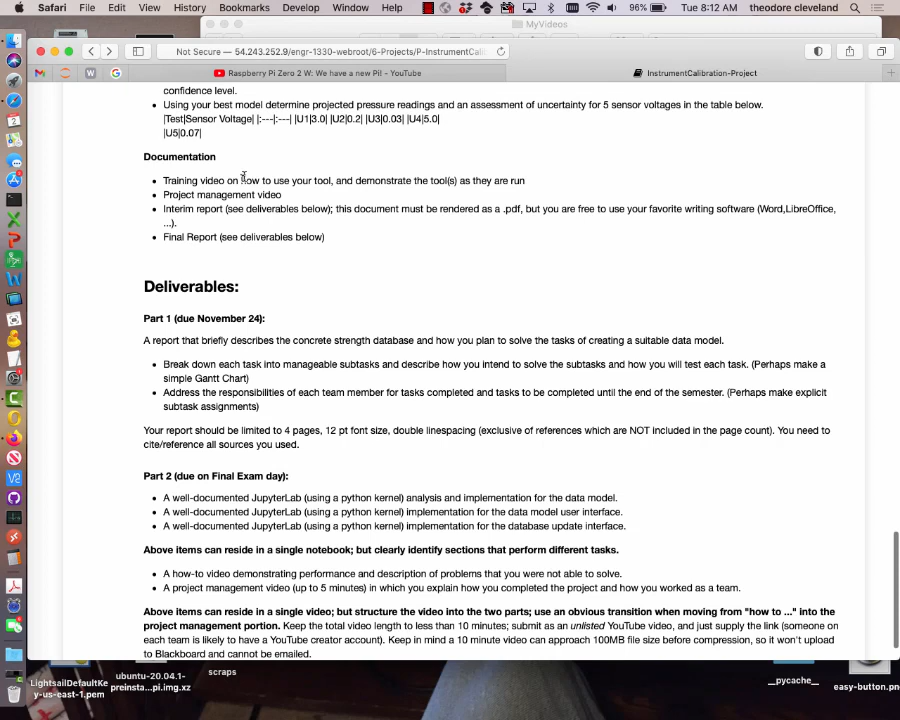 Safari File Edit View History Bookmarks Develop Window Help 96% Tue 8:12 AM theodore cleveland
MyVideos
Not Secure — 54.243.252.9/engr-1330-webroot/6-Projects/P-InstrumentCali
Raspberry Pi Zero 2 W: We have a new Pi! - YouTube
InstrumentCalibration-Project
confidence level.
• Using your best model determine projected pressure readings and an assessment of uncertainty for 5 sensor voltages in the table below.
|Test|Sensor Voltage| |:---|:---| |U1|3.0| |U2|0.2| |U3|0.03| |U4|5.0|
|U5|0.07|
Documentation
• Training video on how to use your tool, and demonstrate the tool(s) as they are run
• Project management video
• Interim report (see deliverables below); this document must be rendered as a .pdf, but you are free to use your favorite writing software (Word,LibreOffice,
...).
• Final Report (see deliverables below)
Deliverables:
Part 1 (due November 24):
A report that briefly describes the concrete strength database and how you plan to solve the tasks of creating a suitable data model.
• Break down each task into manageable subtasks and describe how you intend to solve the subtasks and how you will test each task. (Perhaps make a
simple Gantt Chart)
• Address the responsibilities of each team member for tasks completed and tasks to be completed until the end of the semester. (Perhaps make explicit
subtask assignments)
Your report should be limited to 4 pages, 12 pt font size, double linespacing (exclusive of references which are NOT included in the page count). You need to
cite/reference all sources you used.
Part 2 (due on Final Exam day):
• A well-documented JupyterLab (using a python kernel) analysis and implementation for the data model.
• A well-documented JupyterLab (using a python kernel) implementation for the data model user interface.
• A well-documented JupyterLab (using a python kernel) implementation for the database update interface.
Above items can reside in a single notebook; but clearly identify sections that perform different tasks.
• A how-to video demonstrating performance and description of problems that you were not able to solve.
• A project management video (up to 5 minutes) in which you explain how you completed the project and how you worked as a team.
Above items can reside in a single video; but structure the video into the two parts; use an obvious transition when moving from "how to ..." into the
project management portion. Keep the total video length to less than 10 minutes; submit as an unlisted YouTube video, and just supply the link (someone on
each team is likely to have a YouTube creator account). Keep in mind a 10 minute video can approach 100MB file size before compression, so it won't upload
to Blackboard and cannot be emailed.
LightsailDefaultKe
y-us-east-1.pem
ubuntu-20.04.1-
preinsta...pi.img.xz
scraps
__pycache__
easy-button.pn